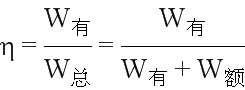 η = W有 / W总 = W有 / (W有 + W额)